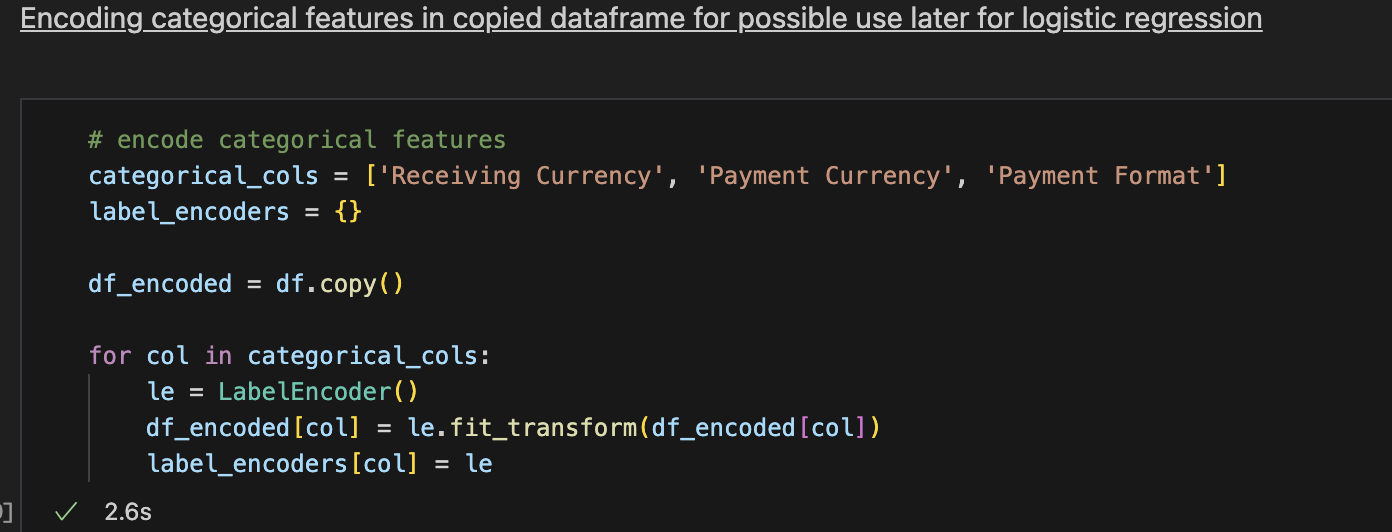 Encoding categorical features in copied dataframe for possible use later for logistic regression
# encode categorical features
categorical_cols = ['Receiving Currency', 'Payment Currency', 'Payment Format']
label_encoders = {}
df_encoded = df.copy()
for col in categorical_cols:
    le = LabelEncoder()
    df_encoded[col] = le.fit_transform(df_encoded[col])
    label_encoders[col] = le
] ✓ 2.6s